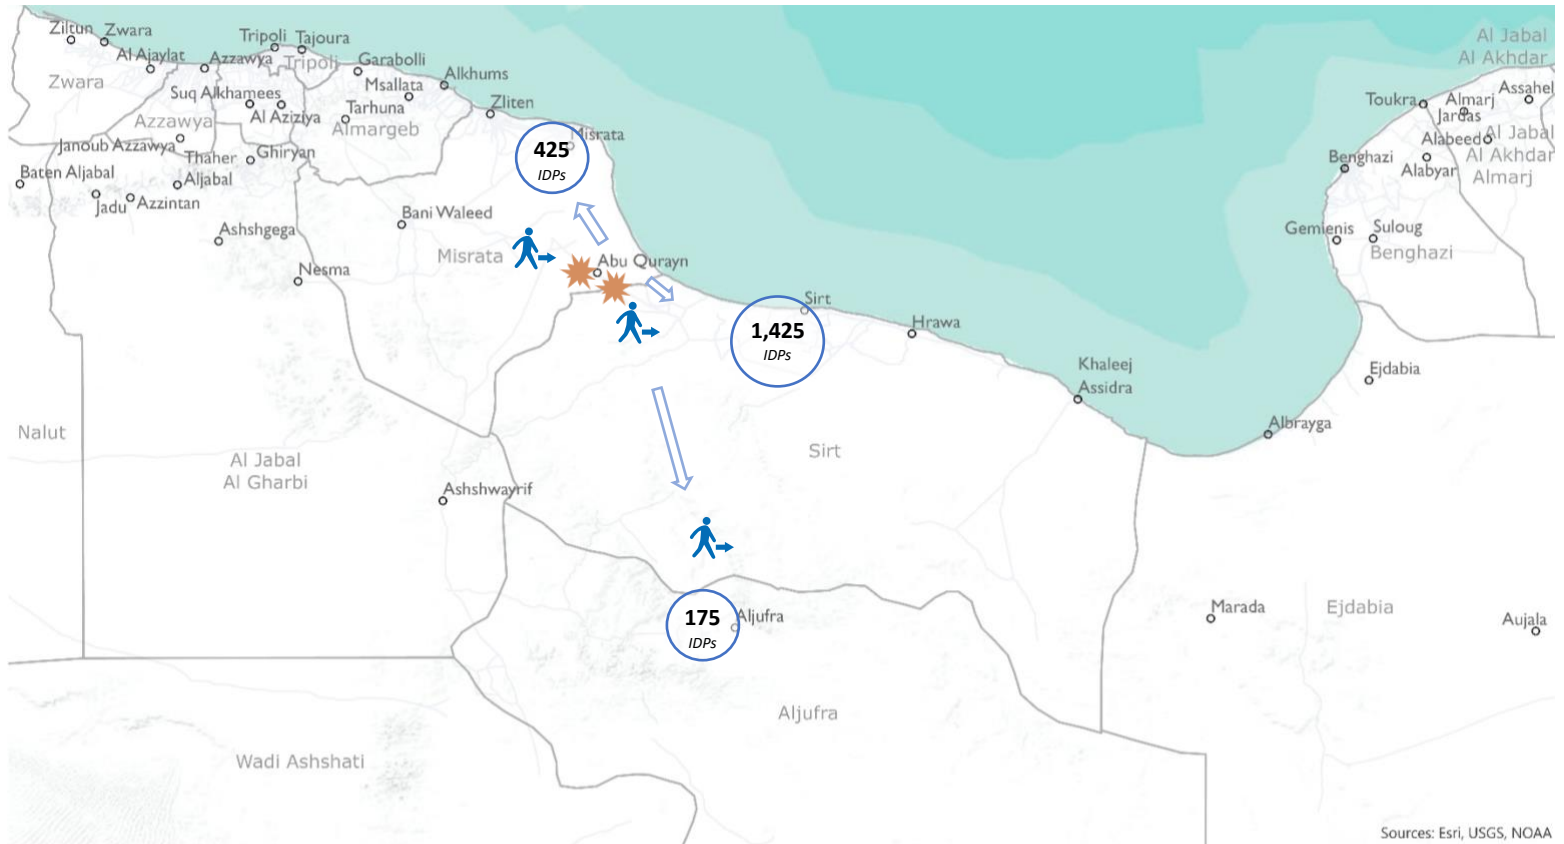 Ziltun
Zwara
Al Ajaylat
Azzawya
Tripoli
Tajoura
Tripoli
Garabolli
Msallata
Alkhums
Zliten
Zwara
Suq Alkhamees
Al Aziziya
Tarhuna
Almargeb
Azzawya
Janoub Azzawya
Thaher
Ghiryan
Baten Aljabal
Aljabal
Jadu
Azzintan
Ashshgega
Nesma
Bani Waleed
Misrata
Misrata
425
IDPs
Abu Qurayn
Sirt
1,425
IDPs
Hrawa
Khaleej
Assidra
Nalut
Al Jabal
Al Gharbi
Ashshwayrif
Sirt
175
IDPs
Aljufra
Aljufra
Wadi Ashshati
Al Jabal
Al Akhdar
Assahel
Toukra
Almarj
Jardas
Alabeed
Al Jabal
Al Akhdar
Almarj
Benghazi
Alabyar
Gemienis
Suloug
Benghazi
Ejdabia
Albrayga
Marada
Ejdabia
Aujala
Sources: Esri, USGS, NOAA